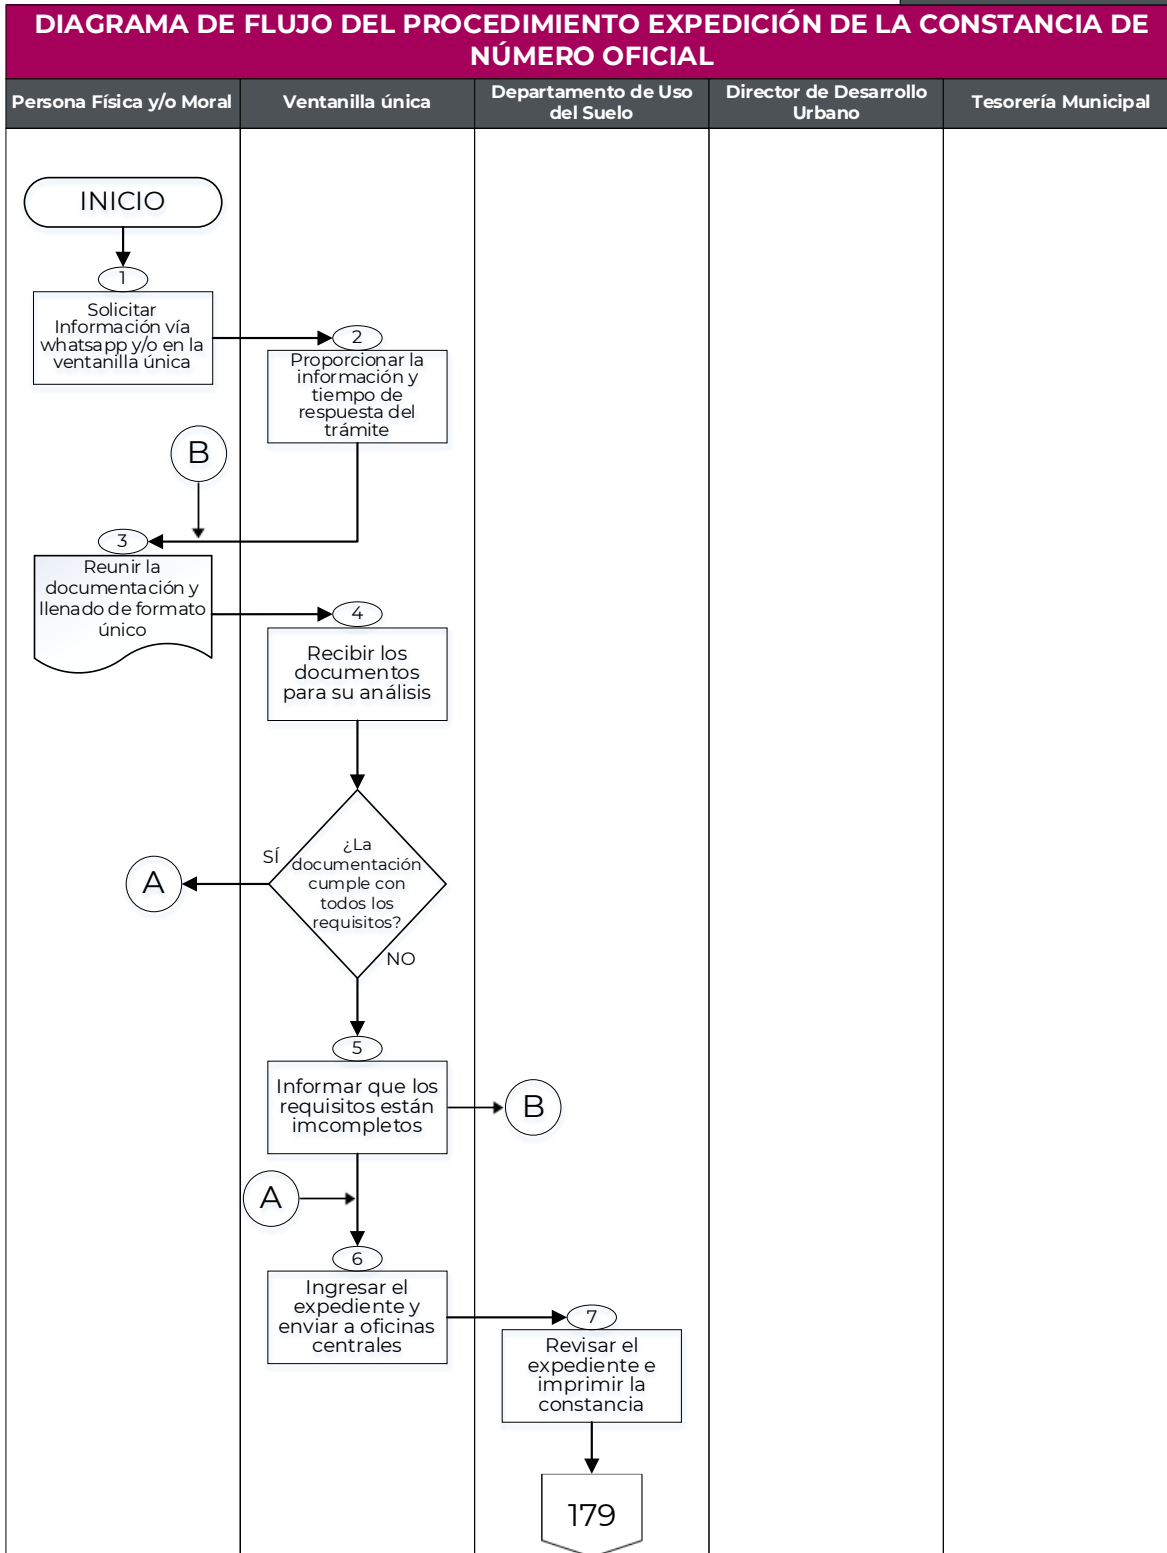 DIAGRAMA DE FLUJO DEL PROCEDIMIENTO EXPEDICIÓN DE LA CONSTANCIA DE
NÚMERO OFICIAL
Persona Física y/o Moral
Ventanilla única
Departamento de Uso
del Suelo
Director de Desarrollo
Urbano
Tesorería Municipal
INICIO
1
Solicitar
Información vía
whatsapp y/o en la
ventanilla única
2
Proporcionar la
información y
tiempo de
respuesta del
trámite
B
3
Reunir la
documentación y
llenado de formato
único
4
Recibir los
documentos
para su análisis
¿La
documentación
cumple con
todos los
requisitos?
SÍ
A
NO
5
Informar que los
requisitos están
imcompletos
B
A
6
Ingresar el
expediente y
enviar a oficinas
centrales
7
Revisar el
expediente e
imprimir la
constancia
179